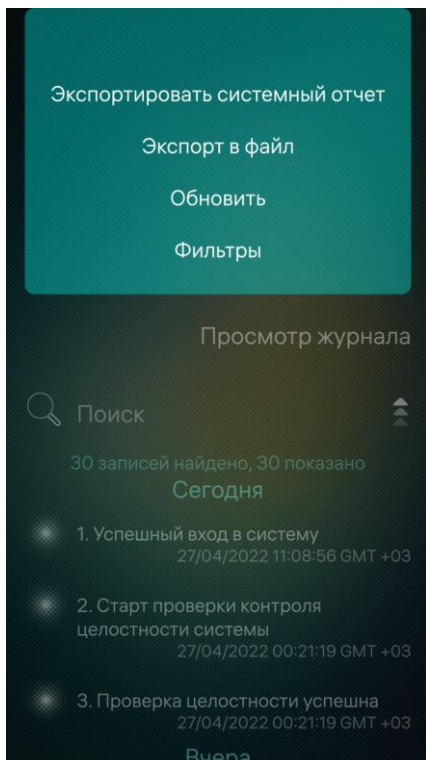 Экспортировать системный отчет
Экспорт в файл
Обновить
Фильтры
Просмотр журнала
Поиск
30 записей найдено, 30 показано
Сегодня
1. Успешный вход в систему
27/04/2022 11:08:56 GMT +03
2. Старт проверки контроля
целостности системы
27/04/2022 00:21:19 GMT +03
3. Проверка целостности успешна
27/04/2022 00:21:19 GMT +03
Вчера